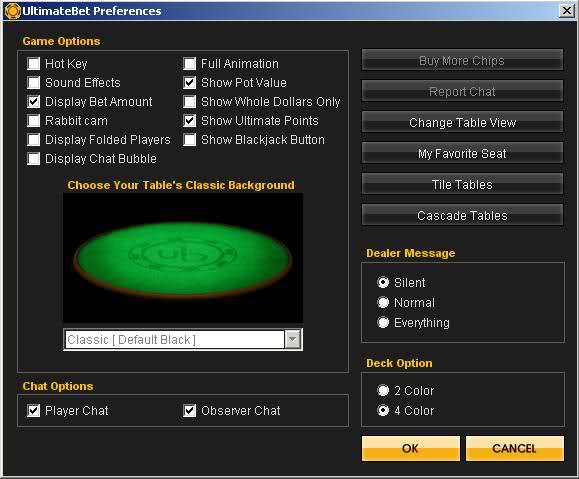 UltimateBet Preferences
Game Options
Hot Key
Full Animation
Sound Effects
Show Pot Value
Display Bet Amount
Show Whole Dollars Only
Rabbit cam
Show Ultimate Points
Display Folded Players
Show Blackjack Button
Display Chat Bubble
Choose Your Table's Classic Background
ub
Classic [ Default Black ]
Chat Options
Player Chat
Observer Chat
Buy More Chips
Report Chat
Change Table View
My Favorite Seat
Tile Tables
Cascade Tables
Dealer Message
Silent
Normal
Everything
Deck Option
2 Color
4 Color
OK
CANCEL